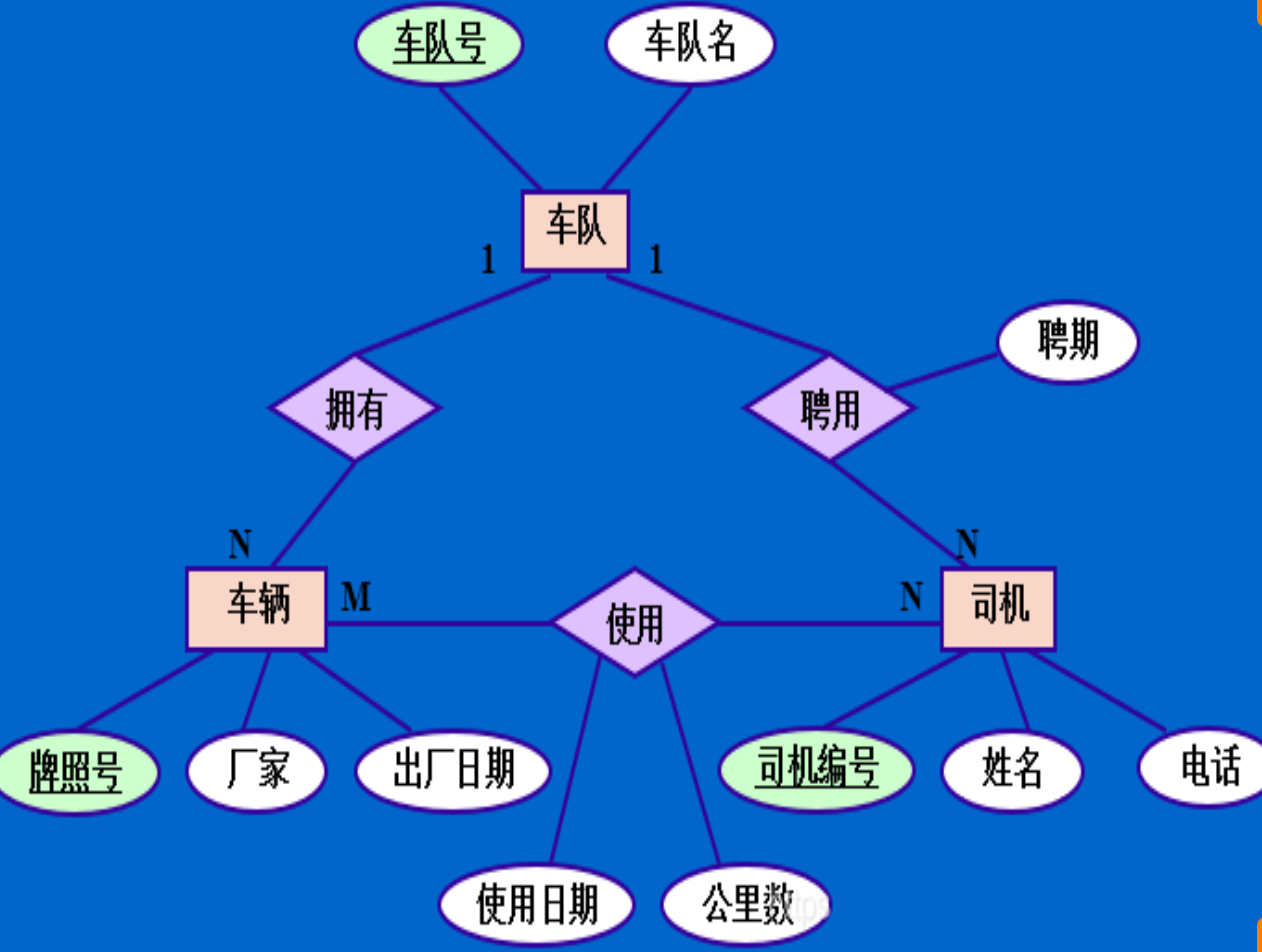 车队号
车队名
车队
1
1
聘期
拥有
聘用
N
N
车辆
M
使用
N
司机
牌照号
厂家
出厂日期
司机编号
姓名
电话
使用日期
公里数